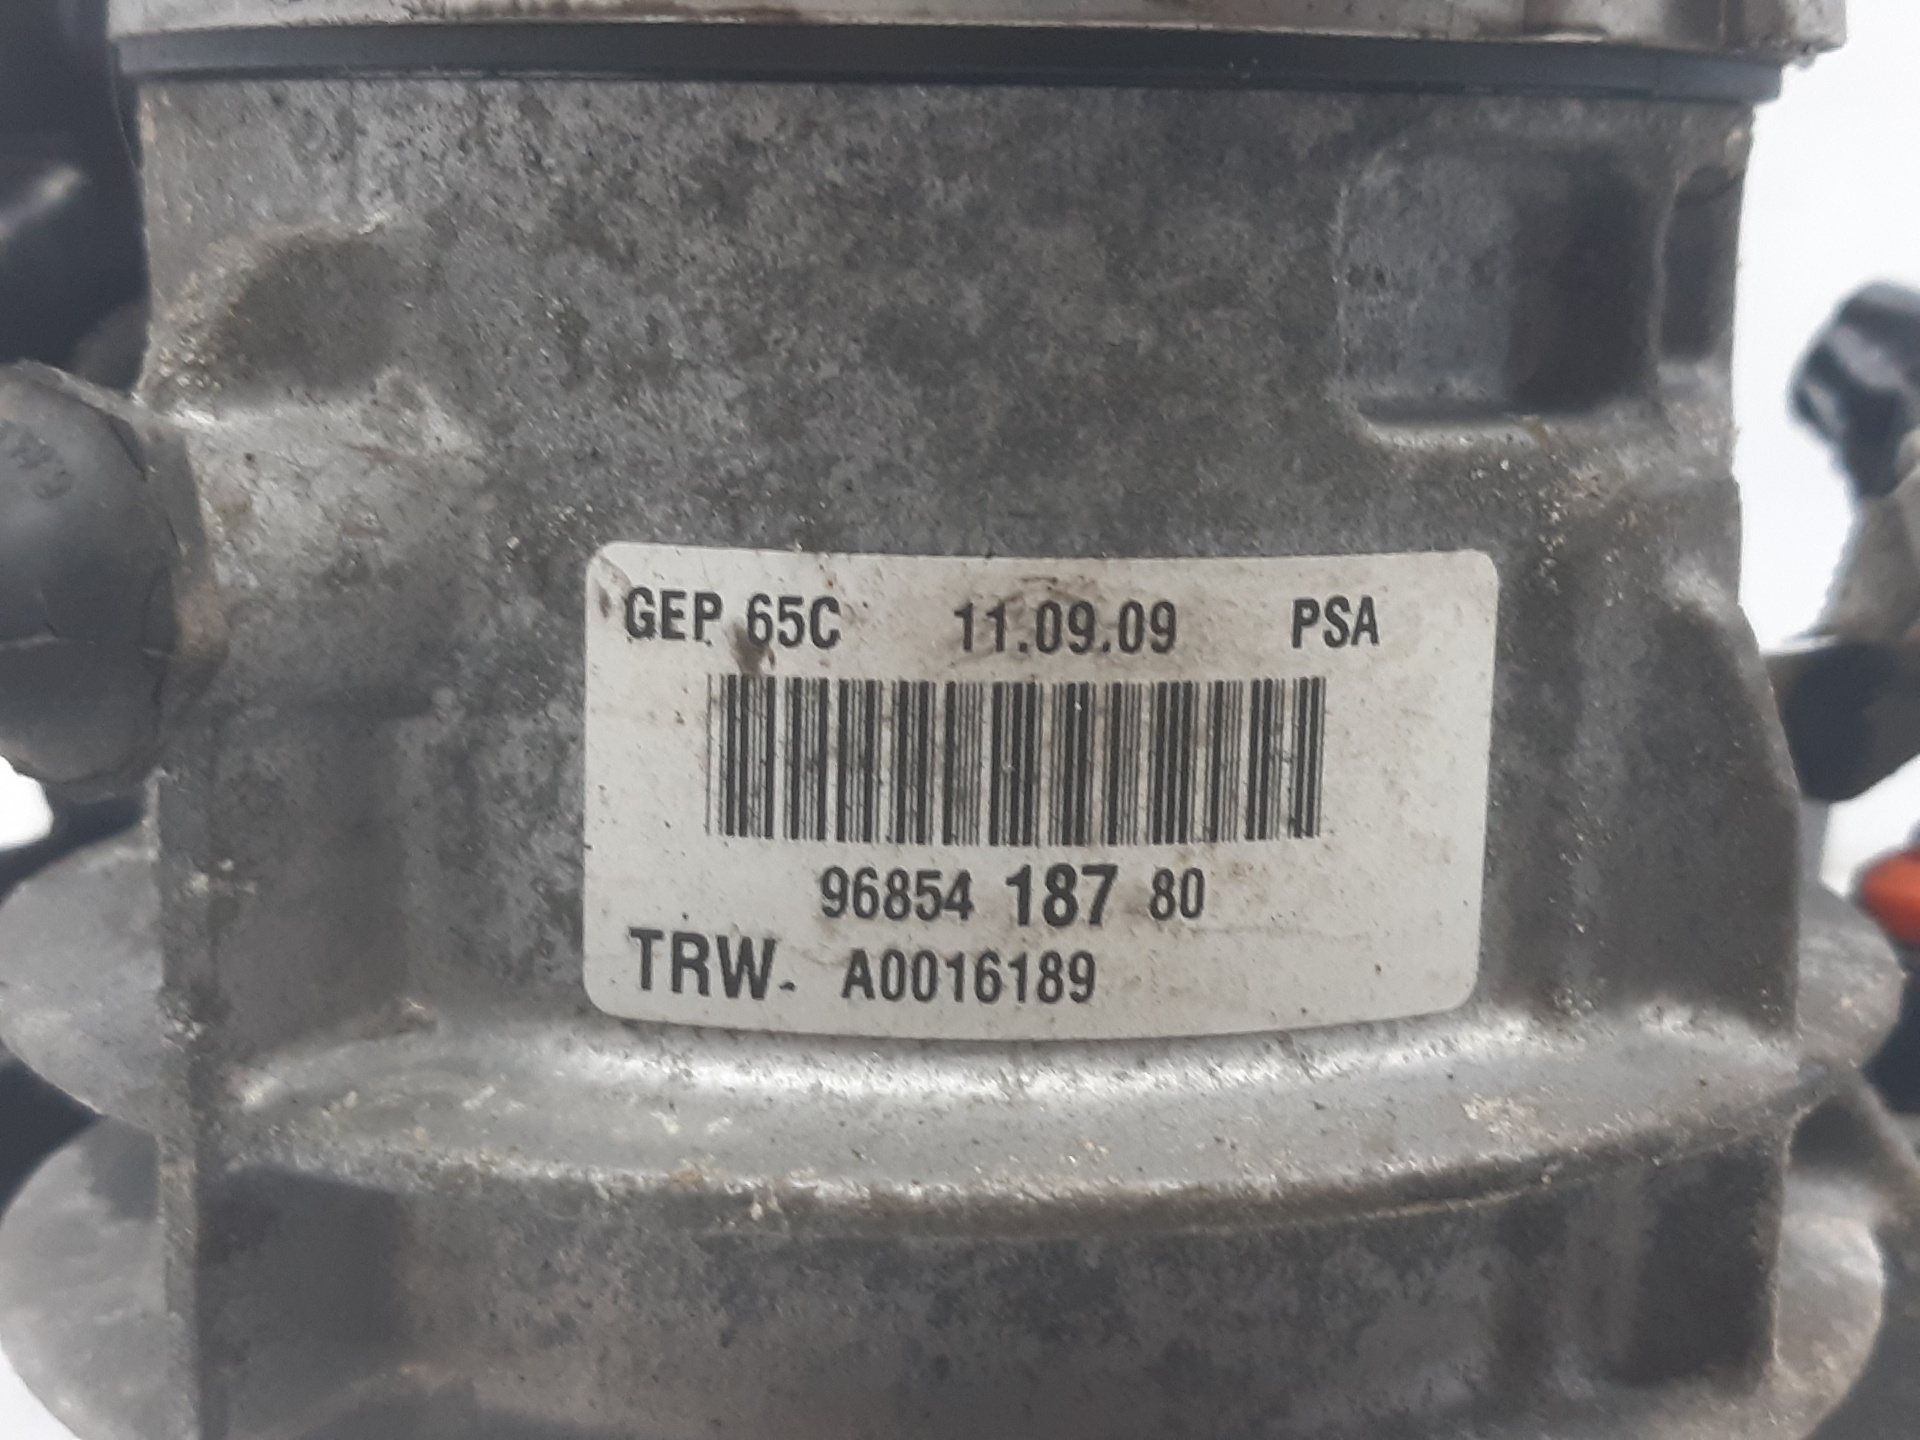 GEP 65C 11.09.09 PSA
96854 187 80
TRW A0016189